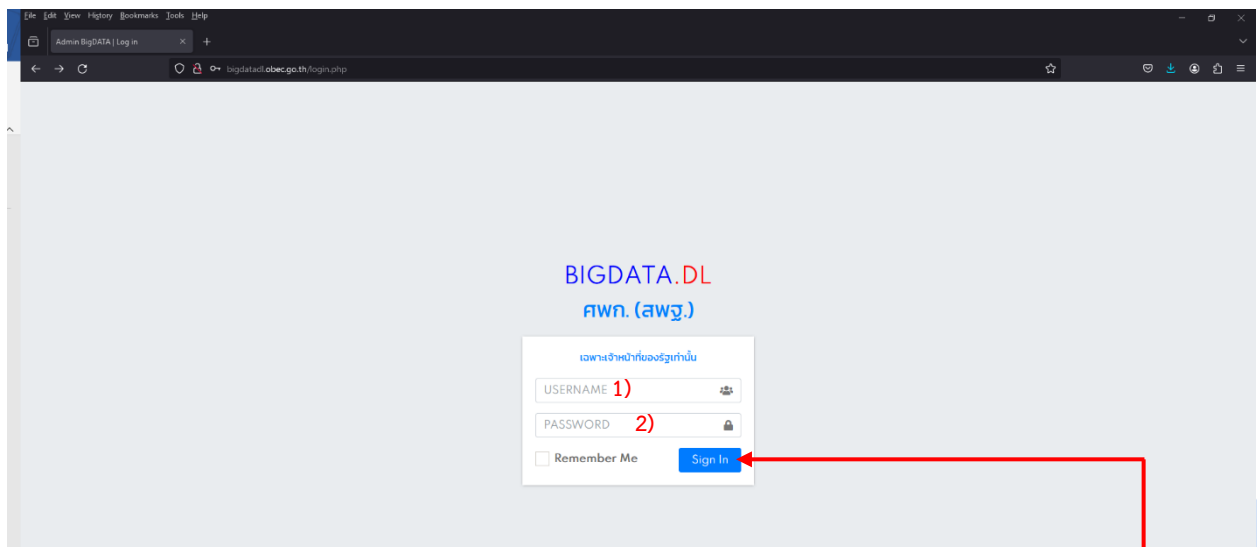 File Edit View History Bookmarks Tools Help
Admin BigDATA | Log in
bigdatadl.obec.go.th/login.php
BIGDATA.DL
ศพก. (สพฐ.)
เฉพาะเจ้าหน้าที่ของรัฐเท่านั้น
USERNAME 1)
PASSWORD 2)
Remember Me Sign In